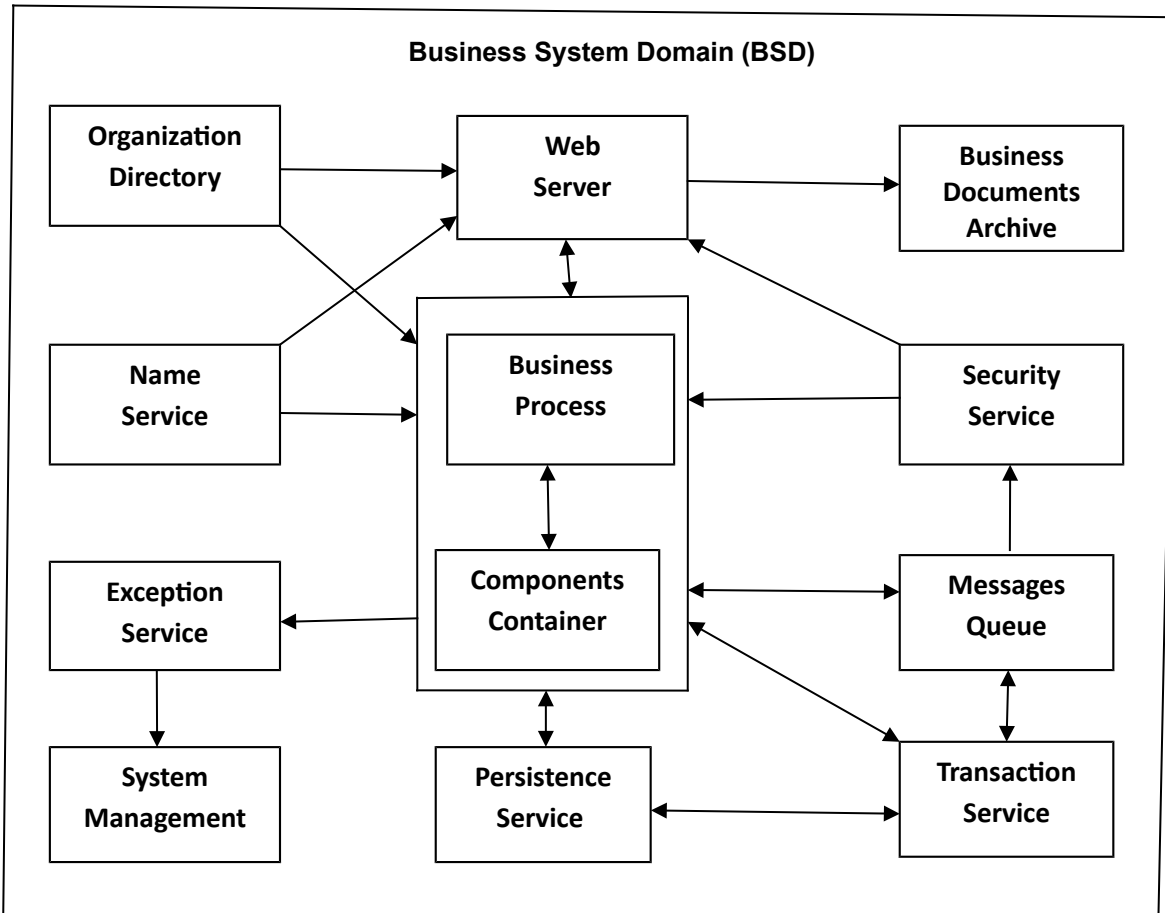 Business System Domain (BSD)
Organization
Directory
Web
Server
Business
Documents
Archive
Name
Service
Business
Process
Security
Service
Exception
Service
Components
Container
Messages
Queue
System
Management
Persistence
Service
Transaction
Service